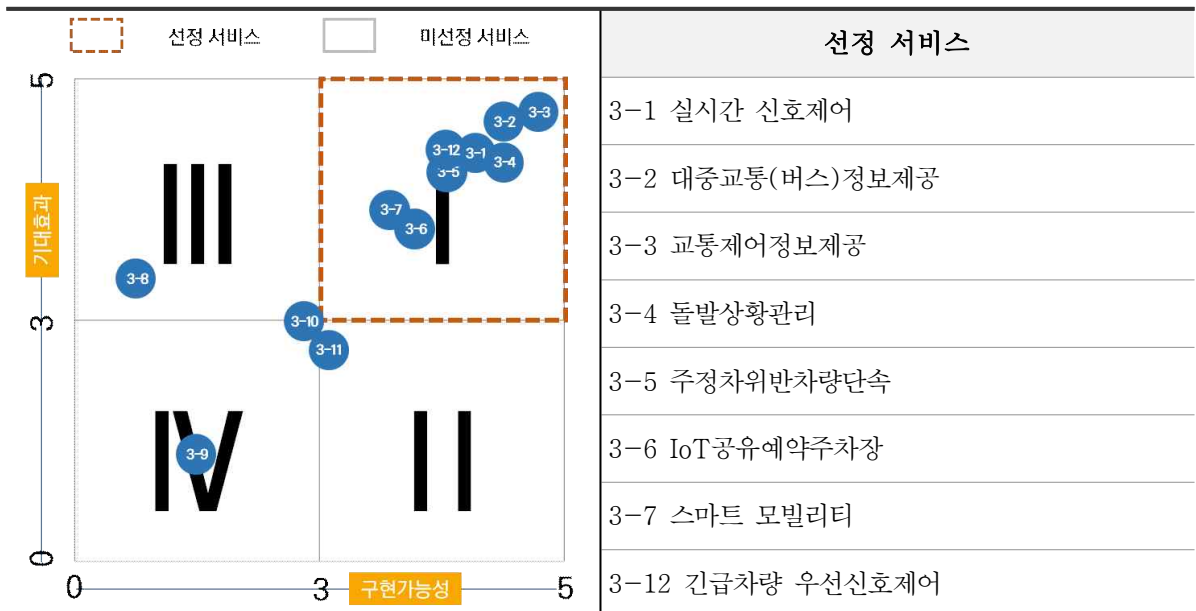 선정 서비스
미선정 서비스
5
3-3
3-2
3-12
3-1
3-4
3-5
III
I
기대효과
3-7
3-6
3-8
3
3-10
3-11
IV
3-9
II
0
0
3
구현가능성
5
선정 서비스
3-1 실시간 신호제어
3-2 대중교통(버스)정보제공
3-3 교통제어정보제공
3-4 돌발상황관리
3-5 주정차위반차량단속
3-6 IoT공유예약주차장
3-7 스마트 모빌리티
3-12 긴급차량 우선신호제어